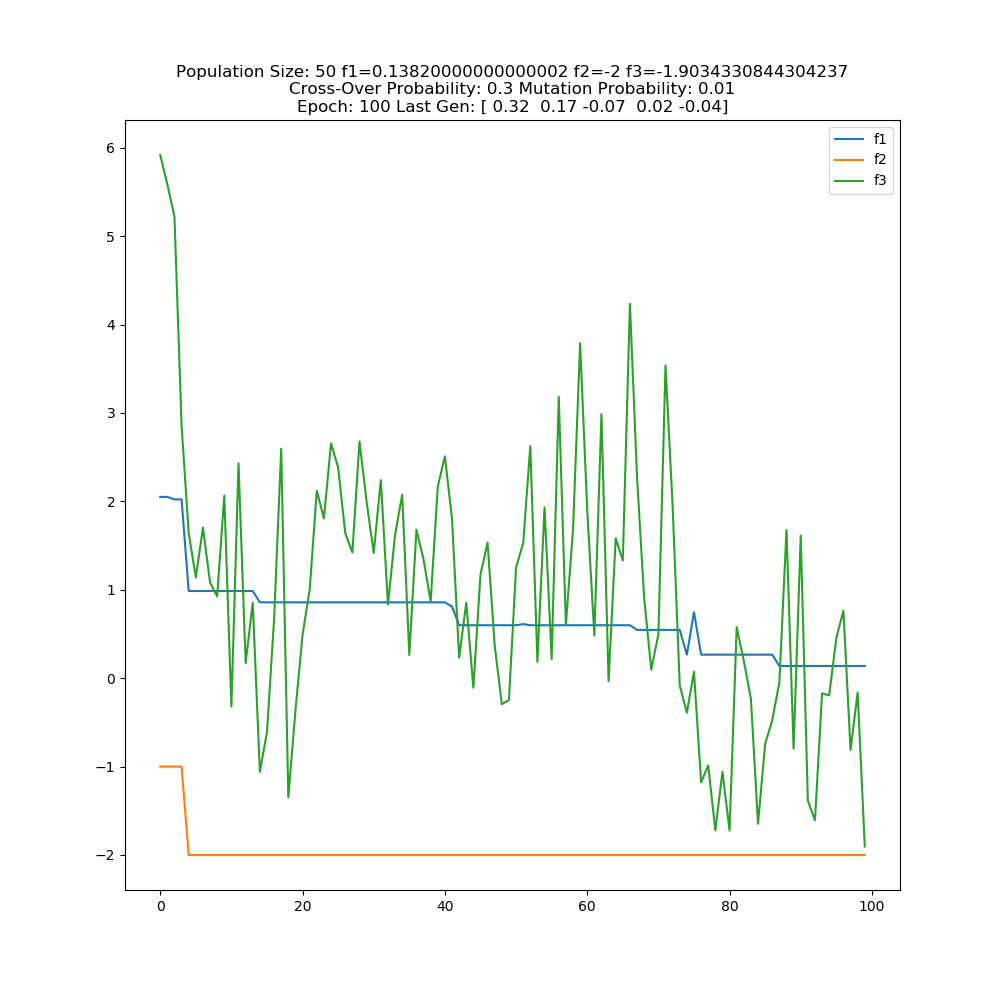 Population Size: 50 f1=0.13820000000000002 f2=-2 f3=-1.9034330844304237
Cross-Over Probability: 0.3 Mutation Probability: 0.01
Epoch: 100 Last Gen: [ 0.32  0.17 -0.07  0.02 -0.04]
f1
f2
f3
6
5
4
3
2
1
0
−1
−2
0 20 40 60 80 100